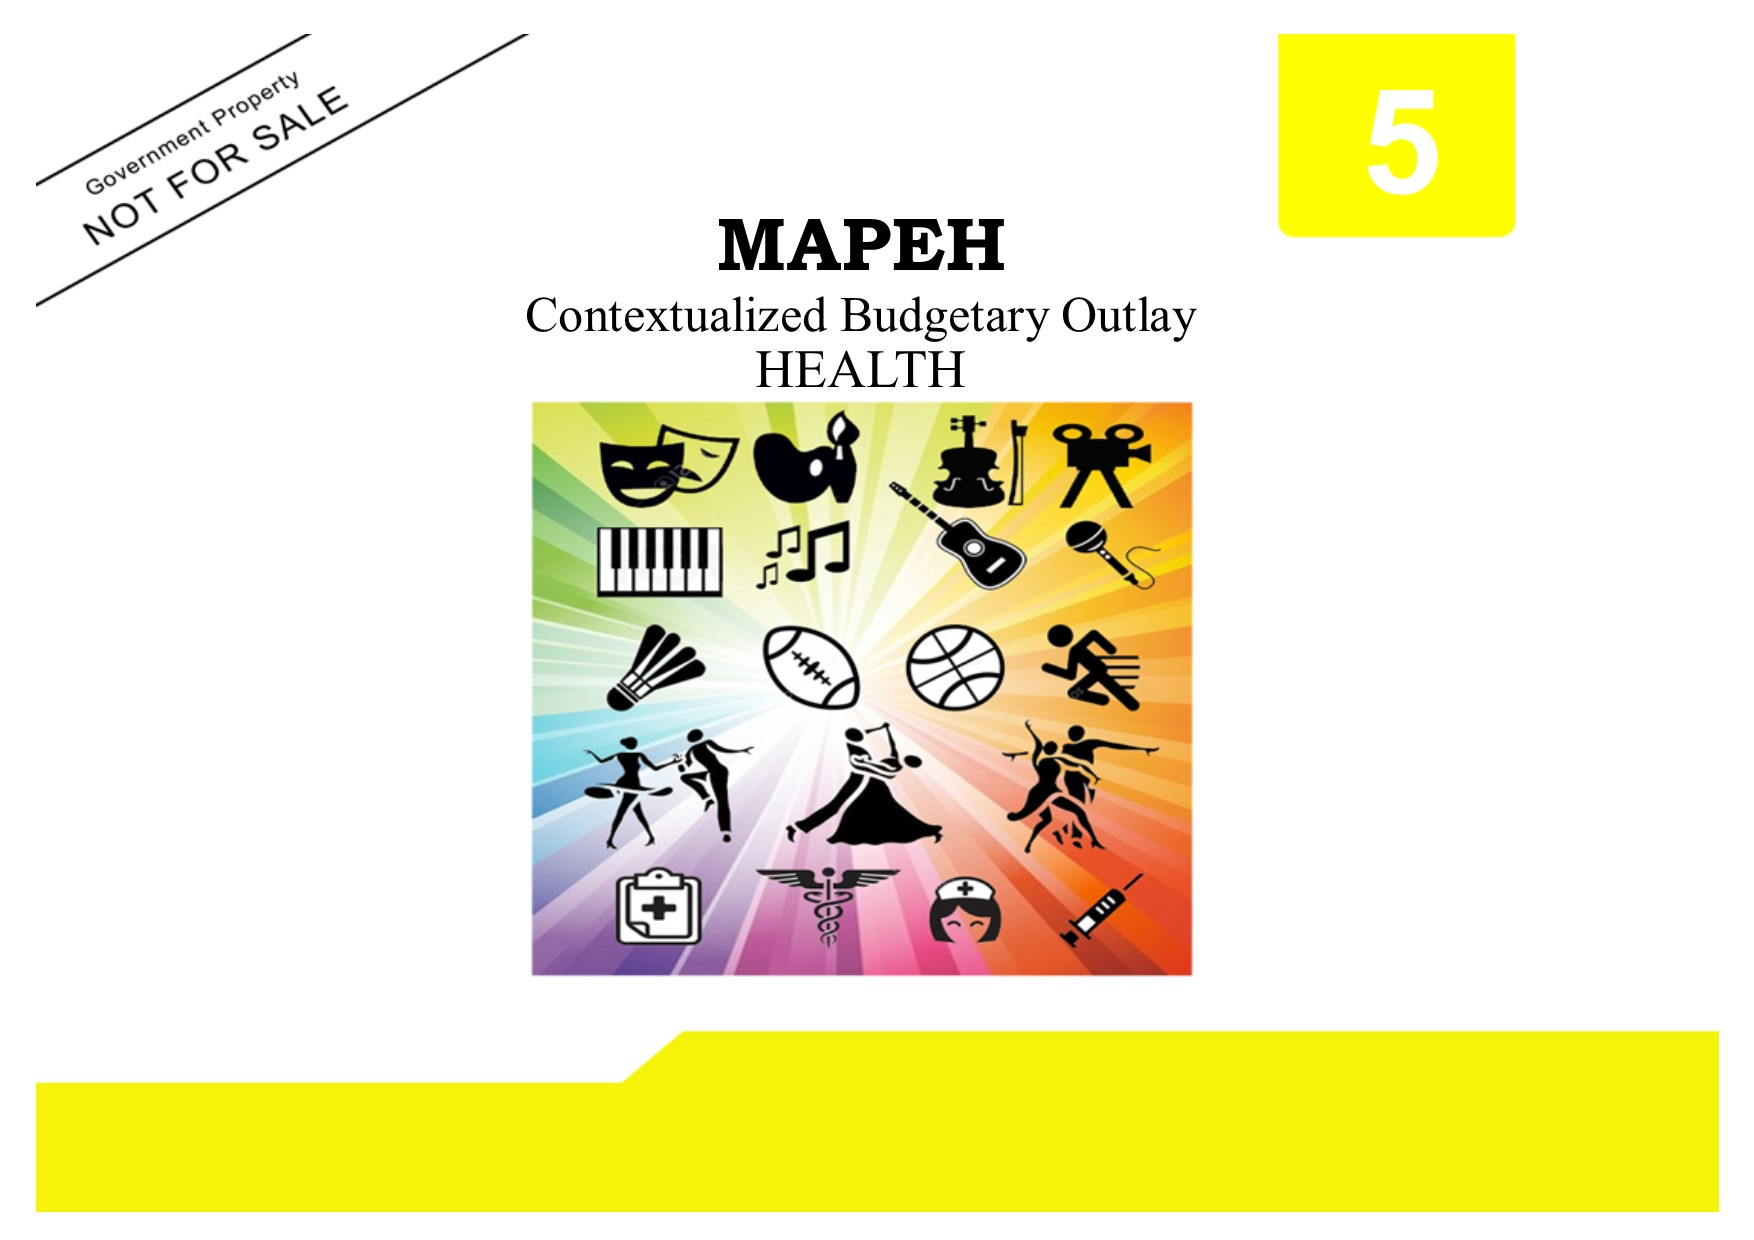 Government Property
NOT FOR SALE
5
MAPEH
Contextualized Budgetary Outlay
HEALTH